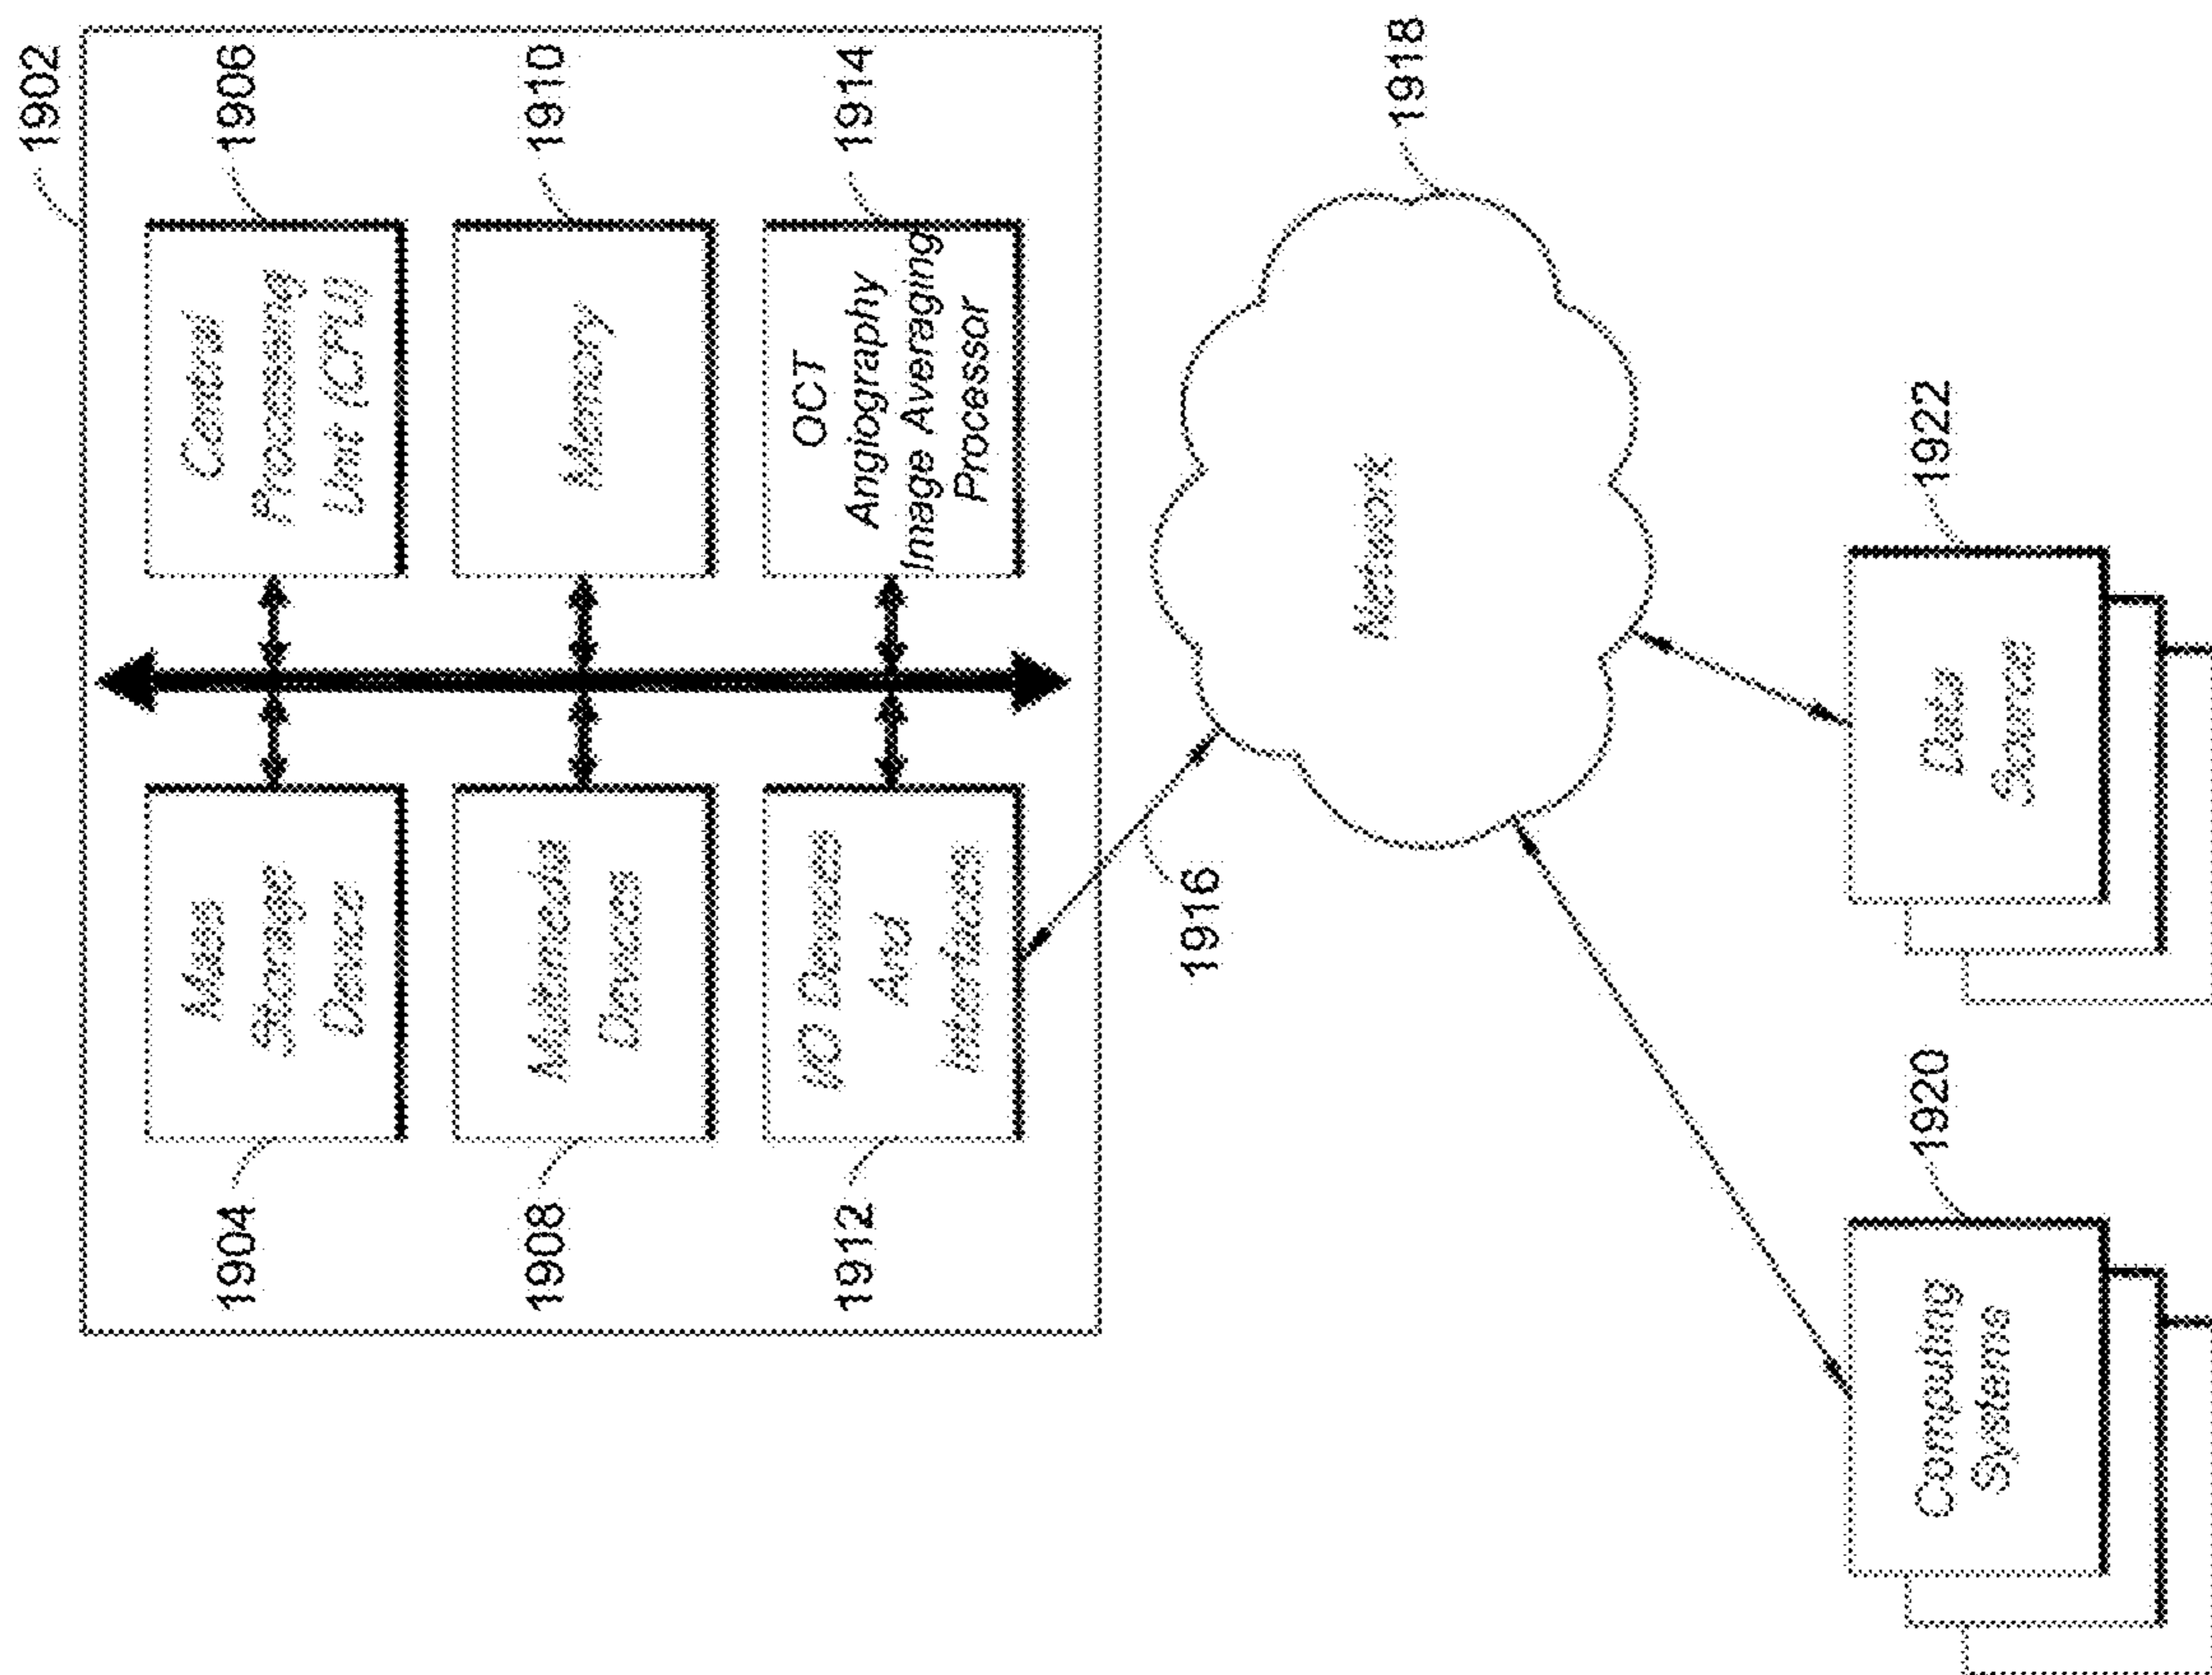 1902
1904
Mass
Storage
Device
Central
Processing
Unit (CPU)
1906
1908
Multimedia
Devices
Memory
1910
1912
I/O Devices
And
Interfaces
OCT
Angiography
Image Averaging
Processor
1914
1916
Network
1918
1920
Computing
Systems
1922
Data
Sources